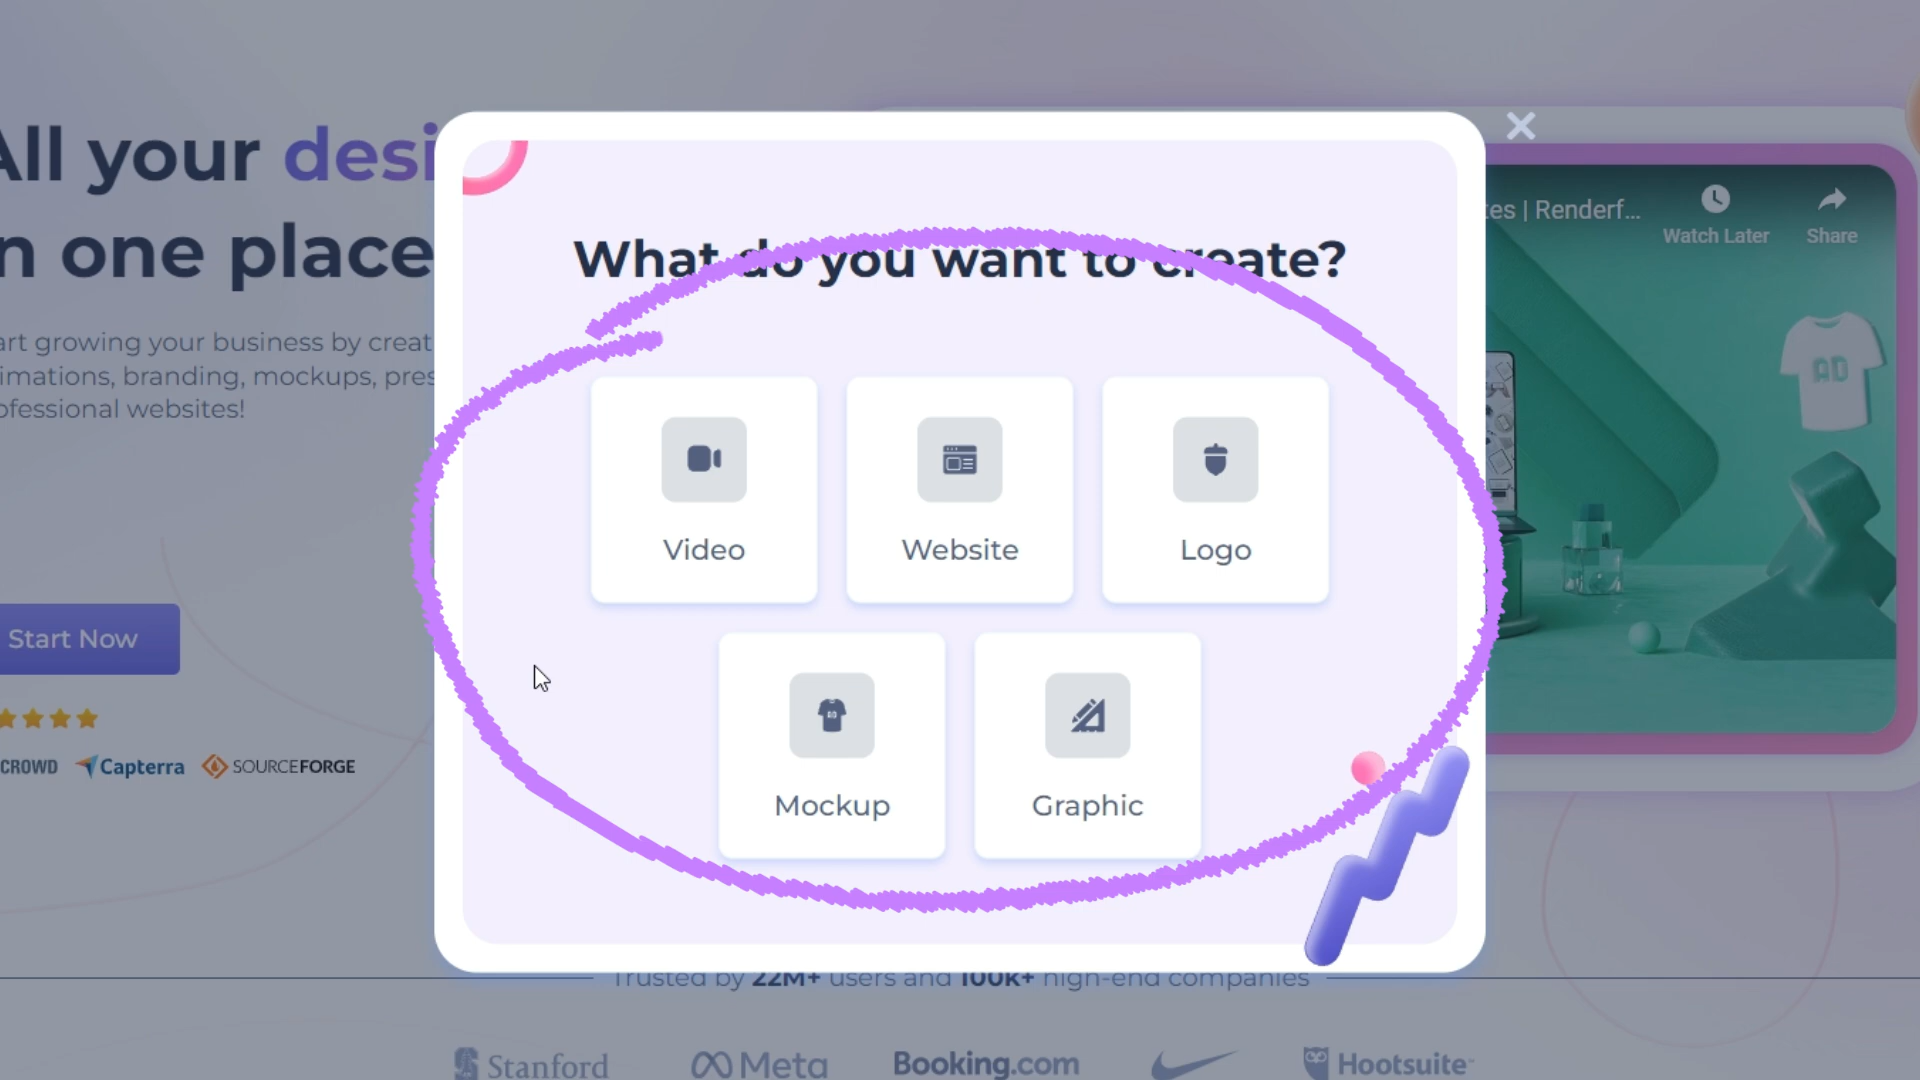 All your desi
n one place
art growing your business by creat
imations, branding, mockups, pres
ofessional websites!
Start Now
CROWD Capterra SOURCEFORGE
What do you want to create?
Video Website Logo
Mockup Graphic
tes | Renderf...
Watch Later Share
AD
Trusted by 22M+ users and 100k+ high-end companies
Stanford Meta Booking.com Hootsuite